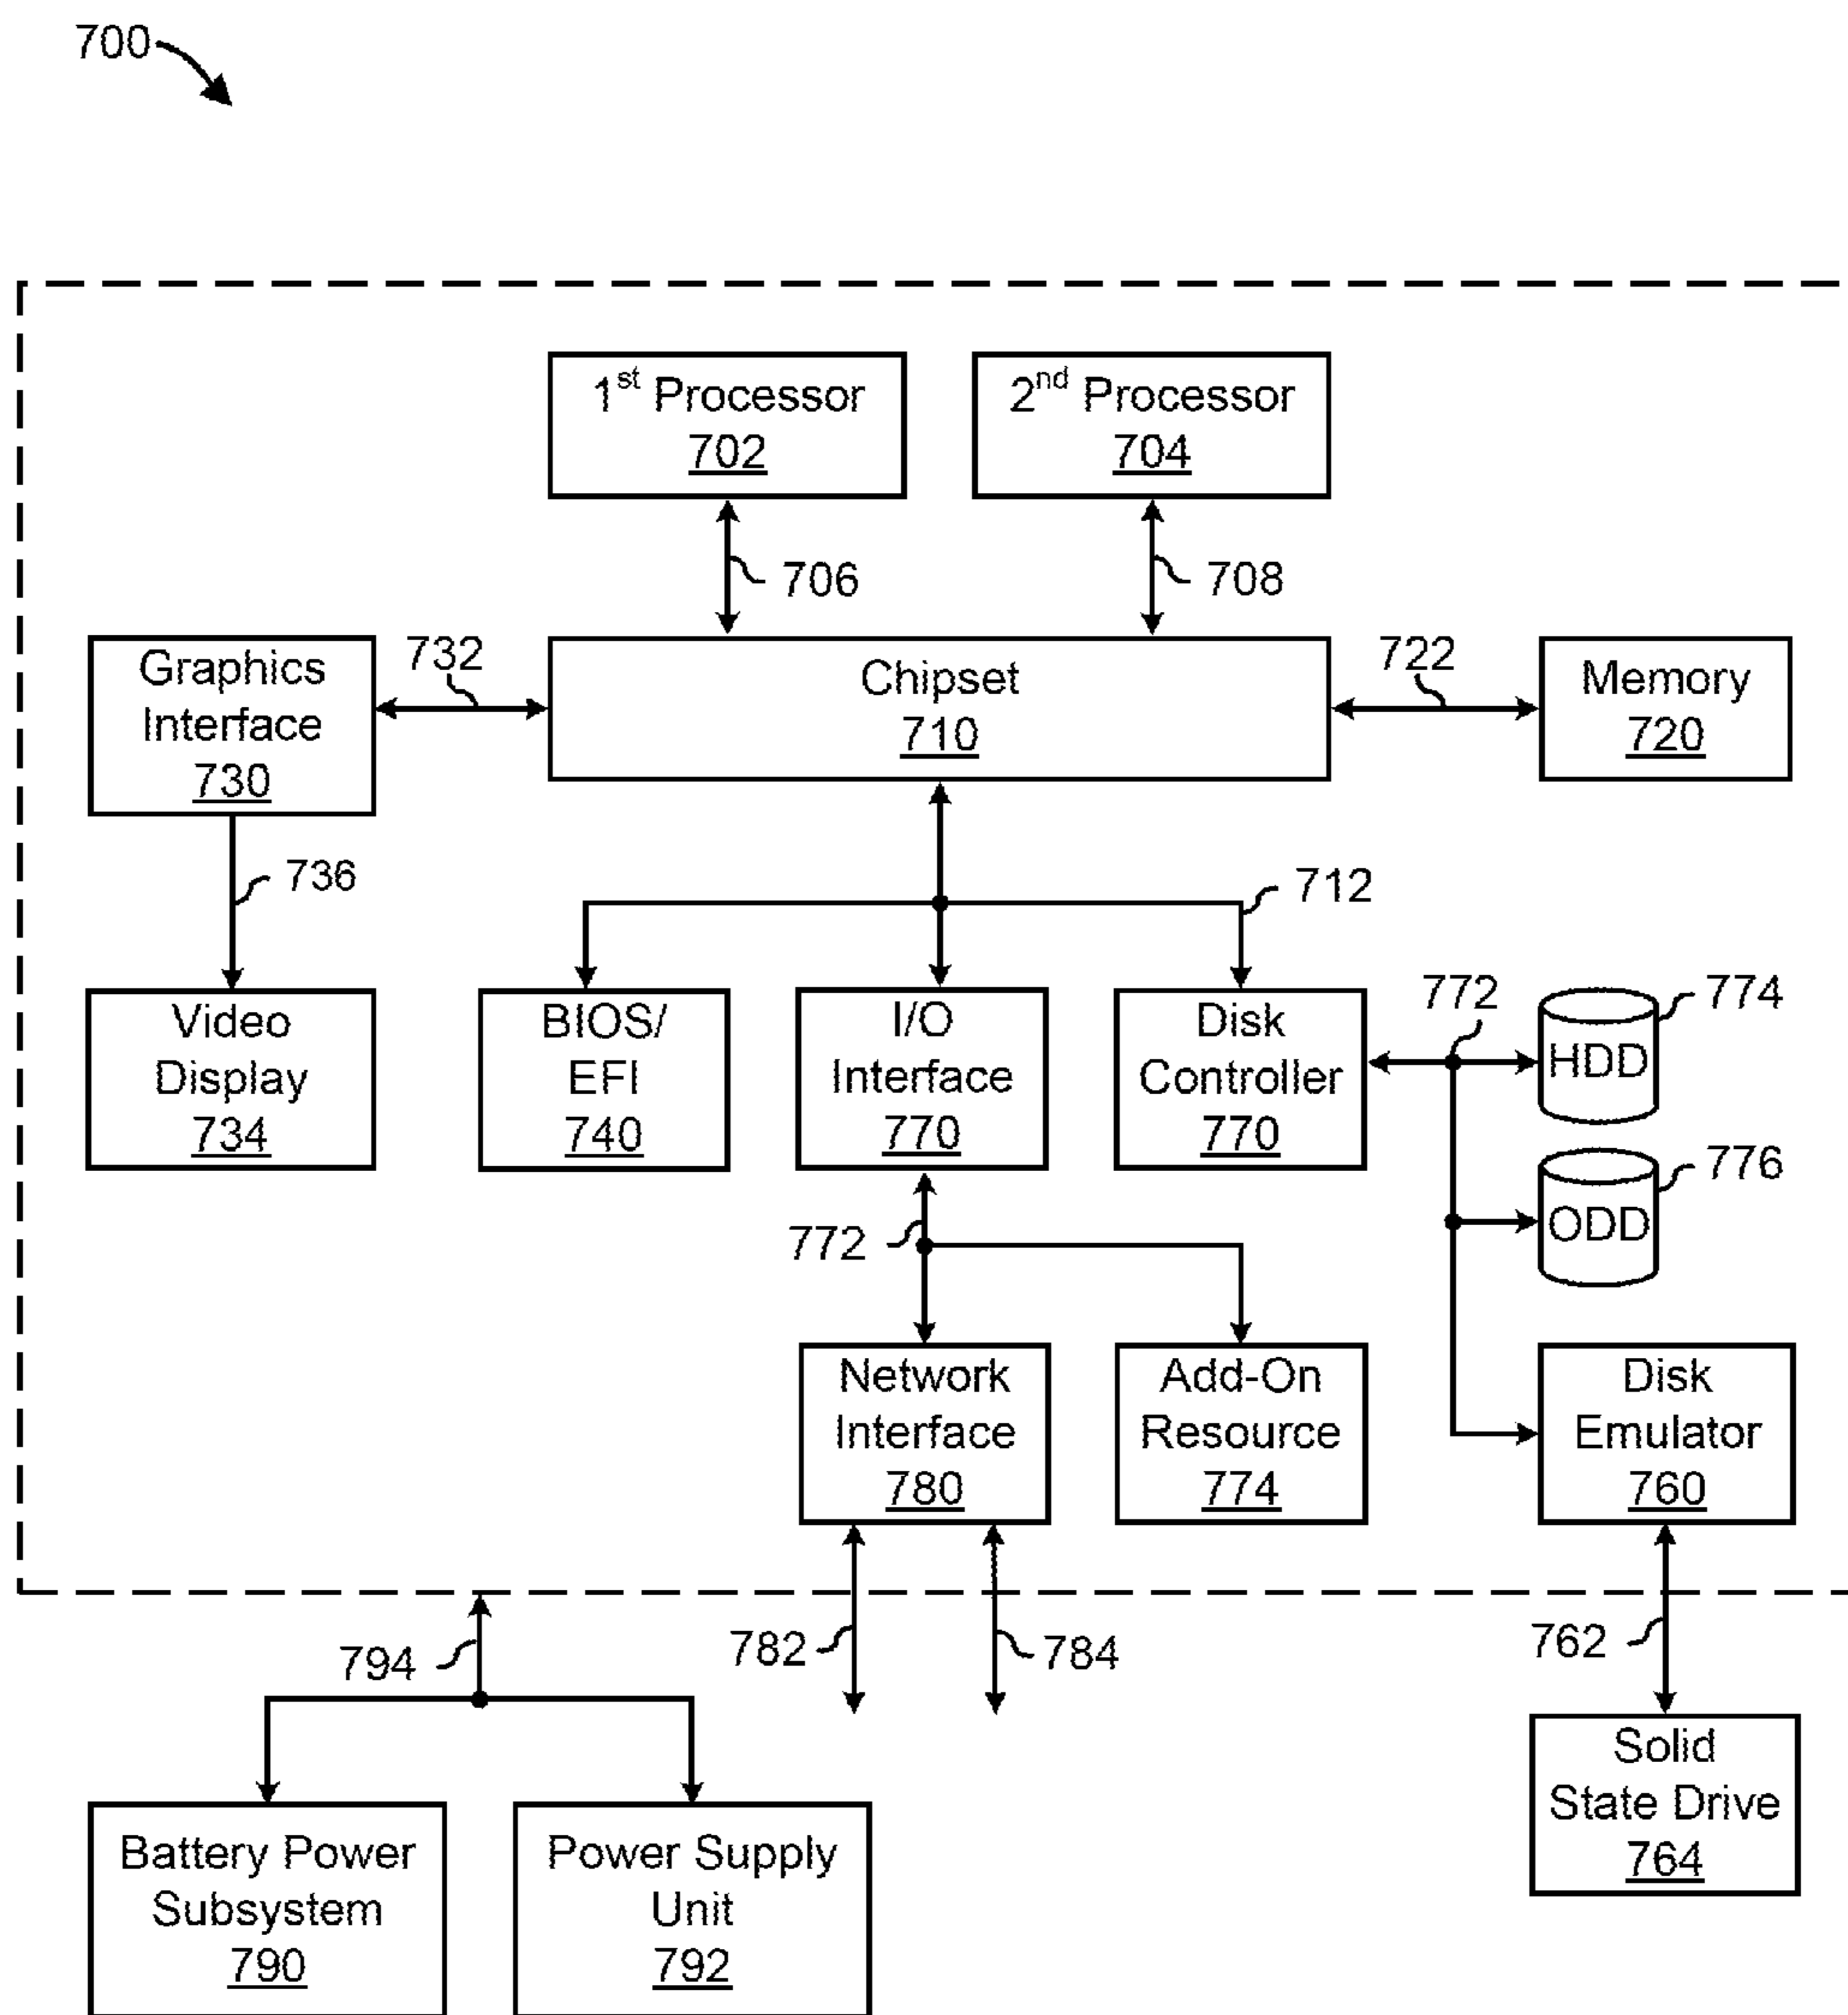 700
1st Processor
702
2nd Processor
704
706
708
Graphics
Interface
730
732
Chipset
710
722
Memory
720
736
712
Video
Display
734
BIOS/
EFI
740
I/O
Interface
770
Disk
Controller
770
772
HDD
774
ODD
776
772
Network
Interface
780
Add-On
Resource
774
Disk
Emulator
760
794
782
784
762
Battery Power
Subsystem
790
Power Supply
Unit
792
Solid
State Drive
764